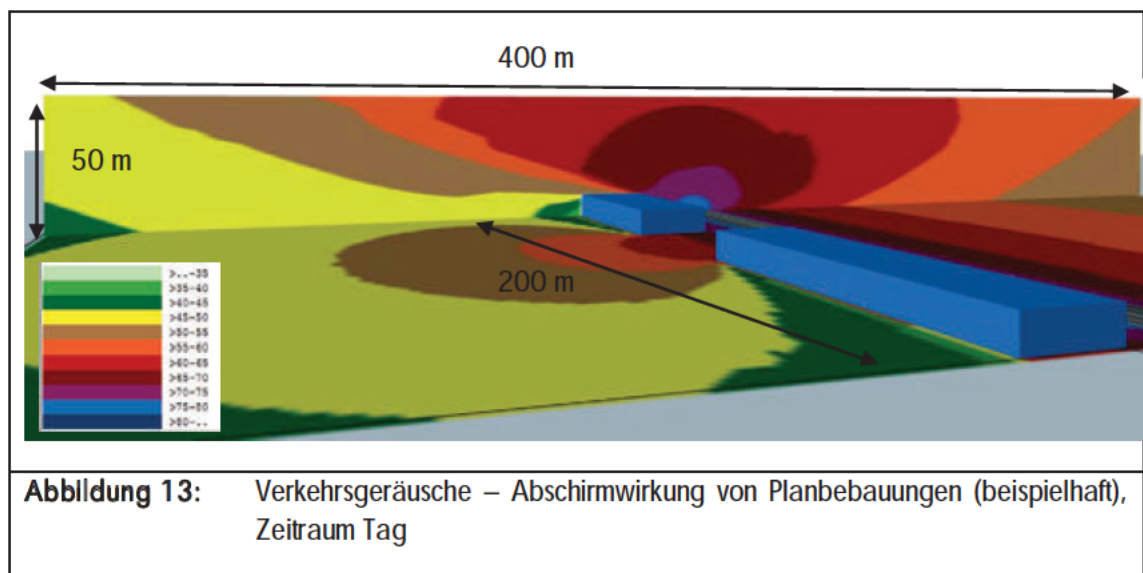 400 m
50 m
200 m
>..-35
>35-40
>40-45
>45-50
>50-55
>55-60
>60-65
>65-70
>70-75
>75-80
>80-..
Abbildung 13: Verkehrsgeräusche – Abschirmwirkung von Planbebauungen (beispielhaft),
Zeitraum Tag